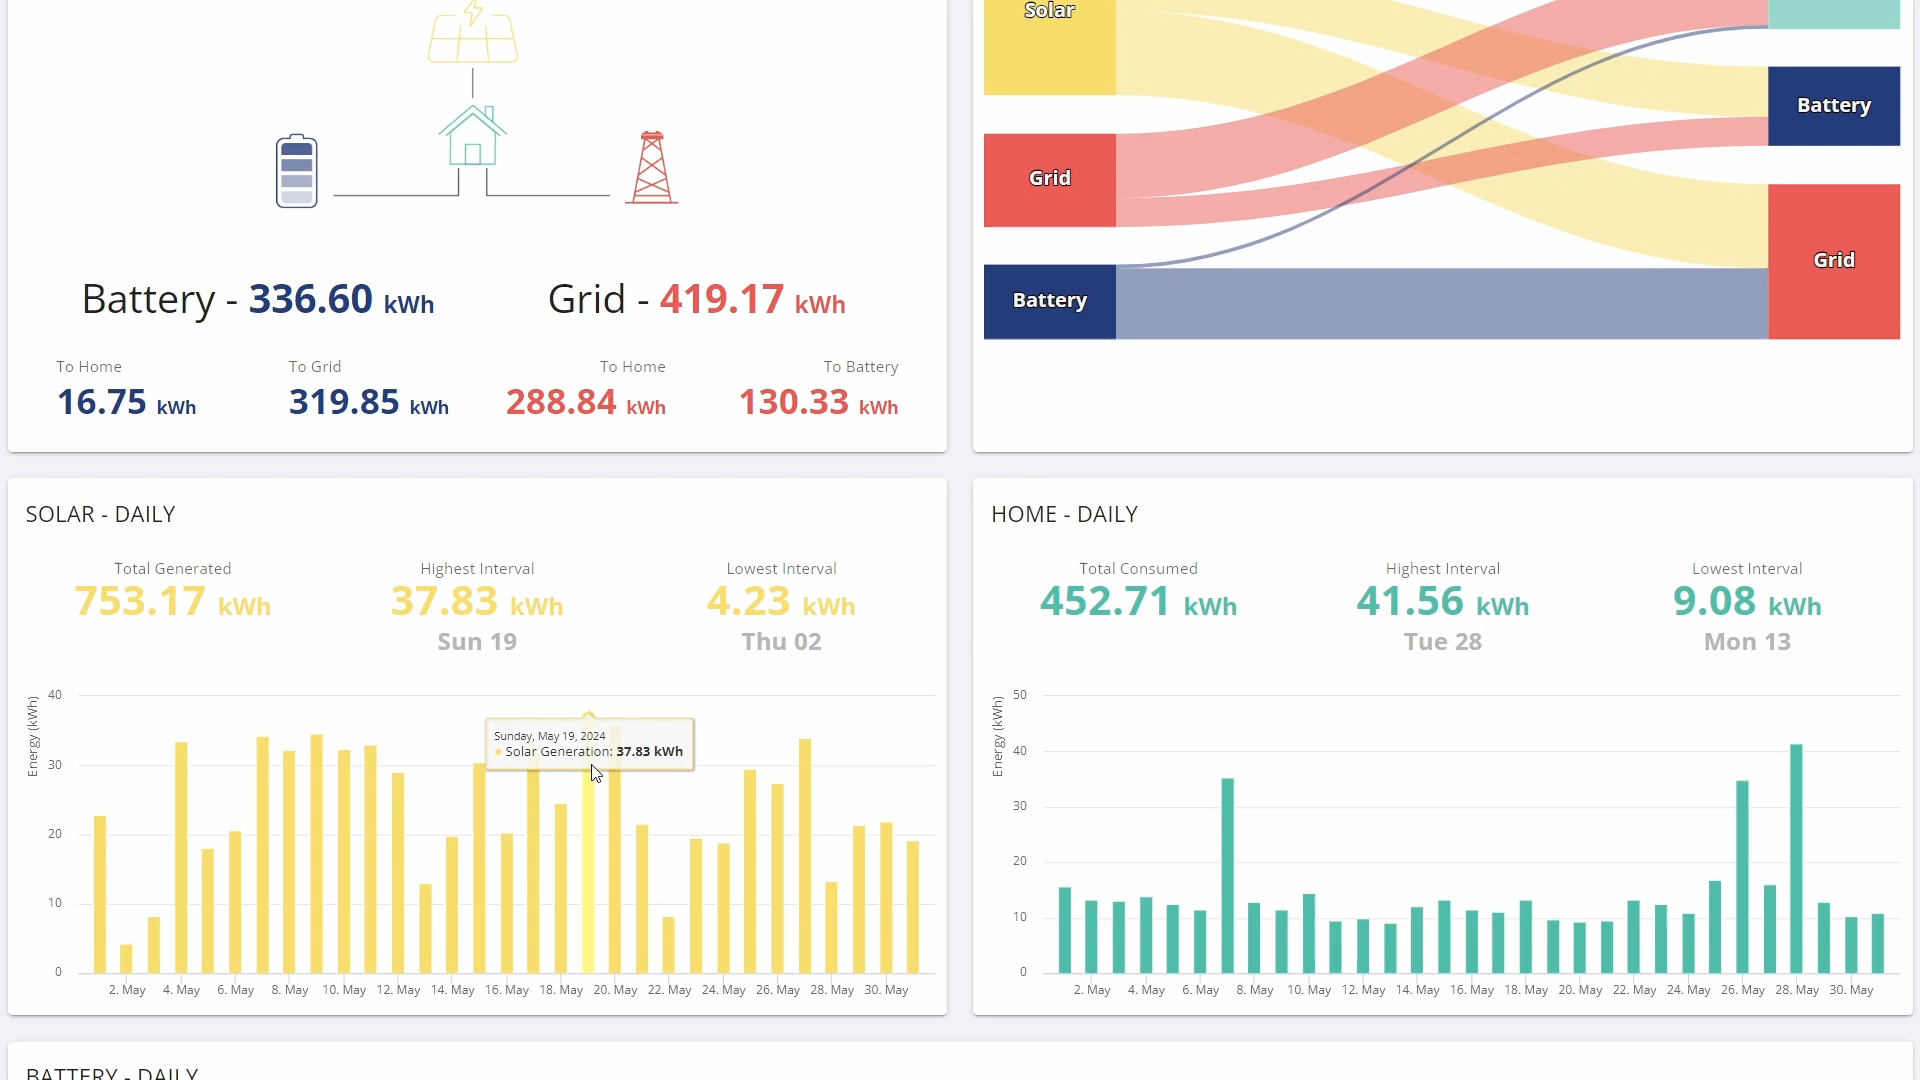 Solar
Battery
Grid
Grid
Battery
Battery - 336.60 kWh
Grid - 419.17 kWh
To Home
To Grid
To Home
To Battery
16.75 kWh
319.85 kWh
288.84 kWh
130.33 kWh
SOLAR - DAILY
Total Generated
Highest Interval
Lowest Interval
753.17 kWh
37.83 kWh
4.23 kWh
Sun 19
Thu 02
Energy (kWh)
40
30
20
10
0
Sunday, May 19, 2024
Solar Generation: 37.83 kWh
2. May 4. May 6. May 8. May 10. May 12. May 14. May 16. May 18. May 20. May 22. May 24. May 26. May 28. May 30. May
HOME - DAILY
Total Consumed
Highest Interval
Lowest Interval
452.71 kWh
41.56 kWh
9.08 kWh
Tue 28
Mon 13
Energy (kWh)
50
40
30
20
10
0
2. May 4. May 6. May 8. May 10. May 12. May 14. May 16. May 18. May 20. May 22. May 24. May 26. May 28. May 30. May
BATTERY - DAILY